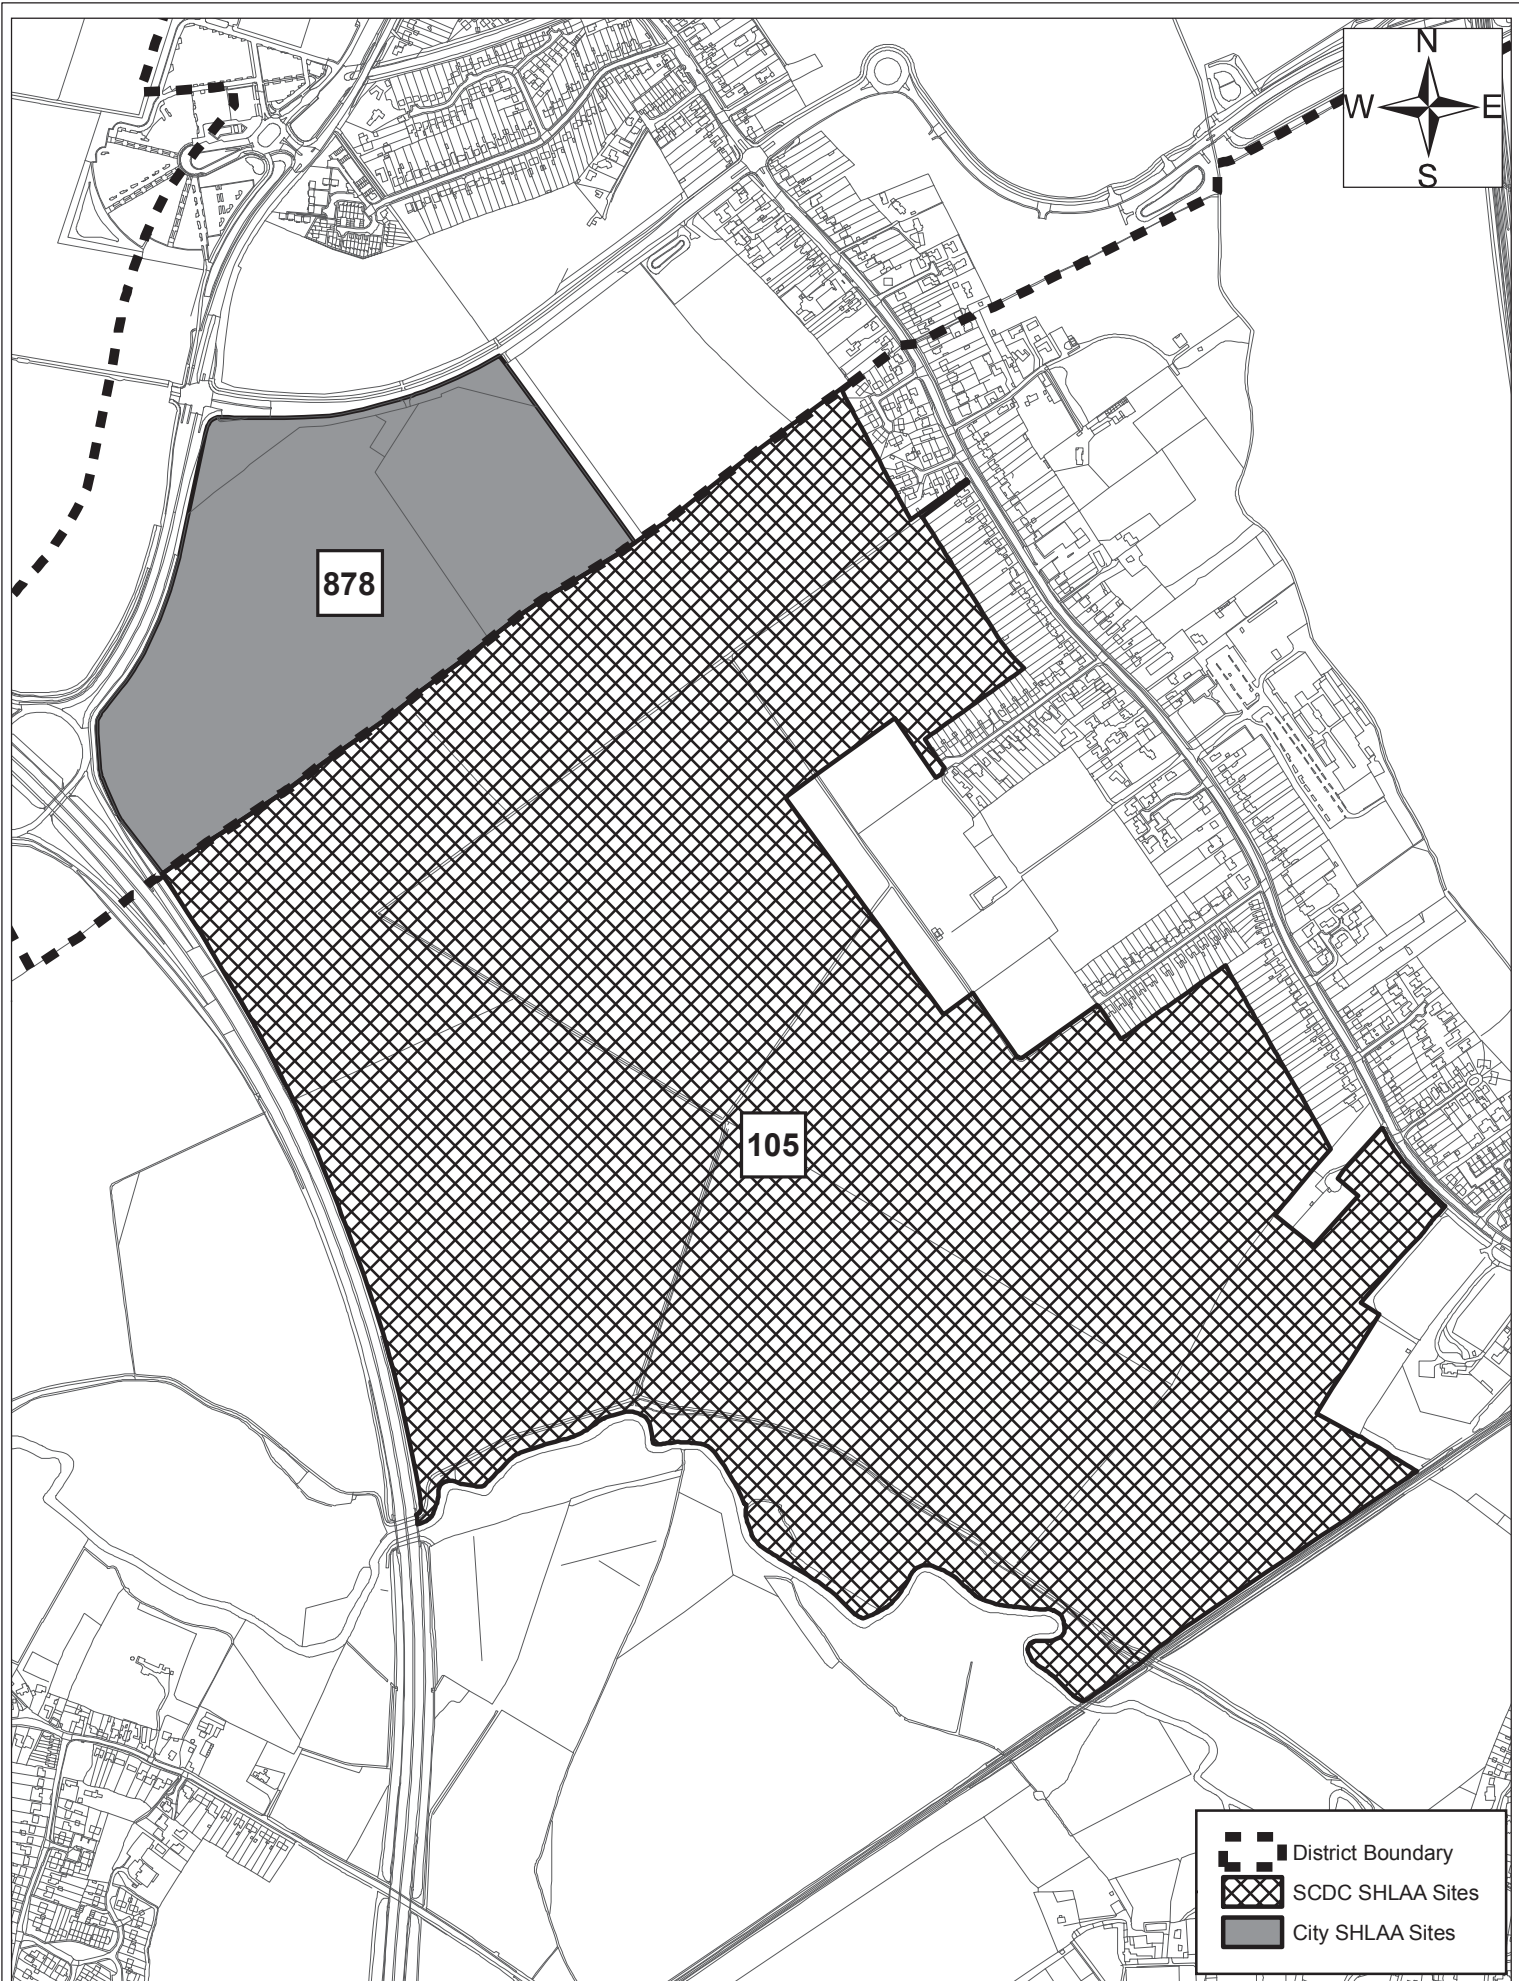 N
W E
S
878
105
District Boundary
SCDC SHLAA Sites
City SHLAA Sites